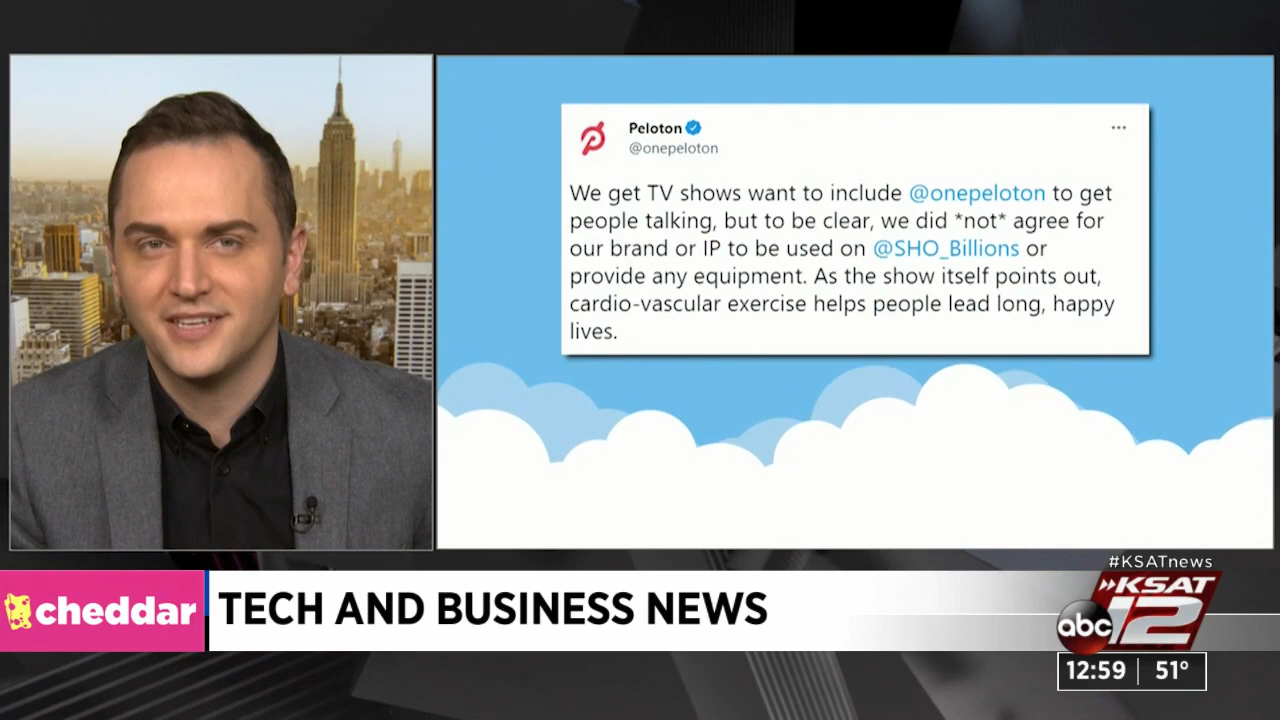 Peloton
@onepeloton
We get TV shows want to include @onepeloton to get
people talking, but to be clear, we did *not* agree for
our brand or IP to be used on @SHO_Billions or
provide any equipment. As the show itself points out,
cardio-vascular exercise helps people lead long, happy
lives.
#KSATnews
cheddar
TECH AND BUSINESS NEWS
KSAT
12
abc
12:59 51°